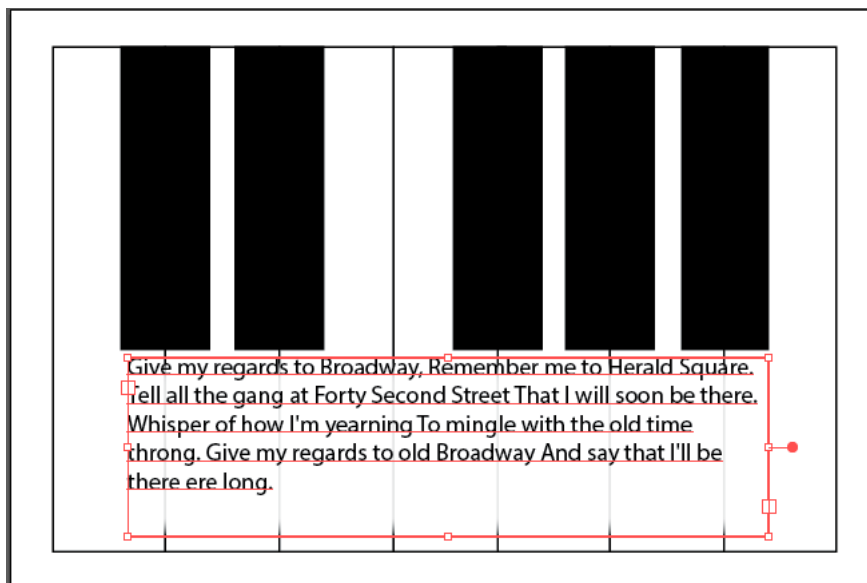 Give my regards to Broadway, Remember me to Herald Square.
Tell all the gang at Forty Second Street That I will soon be there.
Whisper of how I'm yearning To mingle with the old time
throng. Give my regards to old Broadway And say that I'll be
there ere long.